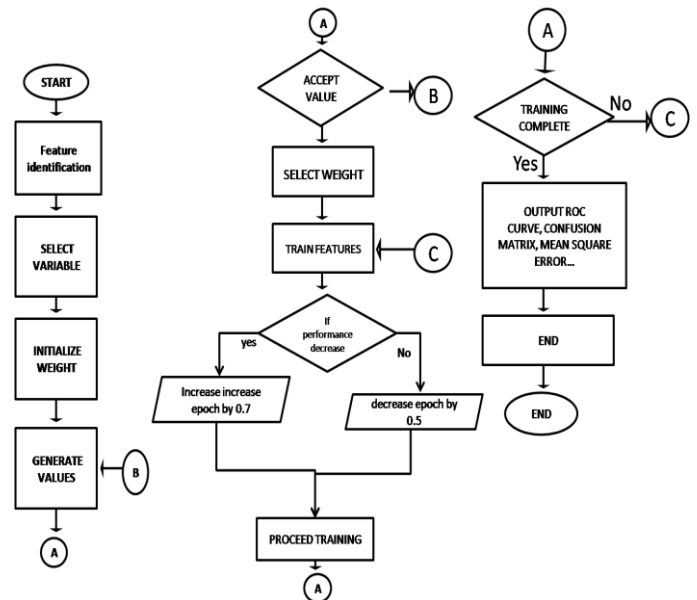 START
Feature
identification
SELECT
VARIABLE
INITIALIZE
WEIGHT
GENERATE
VALUES
B
A
A
ACCEPT
VALUE
B
SELECT WEIGHT
TRAIN FEATURES
C
If
performance
decrease
yes
No
Increase increase
epoch by 0.7
decrease epoch by
0.5
PROCEED TRAINING
A
A
TRAINING
COMPLETE
No
C
Yes
OUTPUT ROC
CURVE, CONFUSION
MATRIX, MEAN SQUARE
ERROR...
END
END